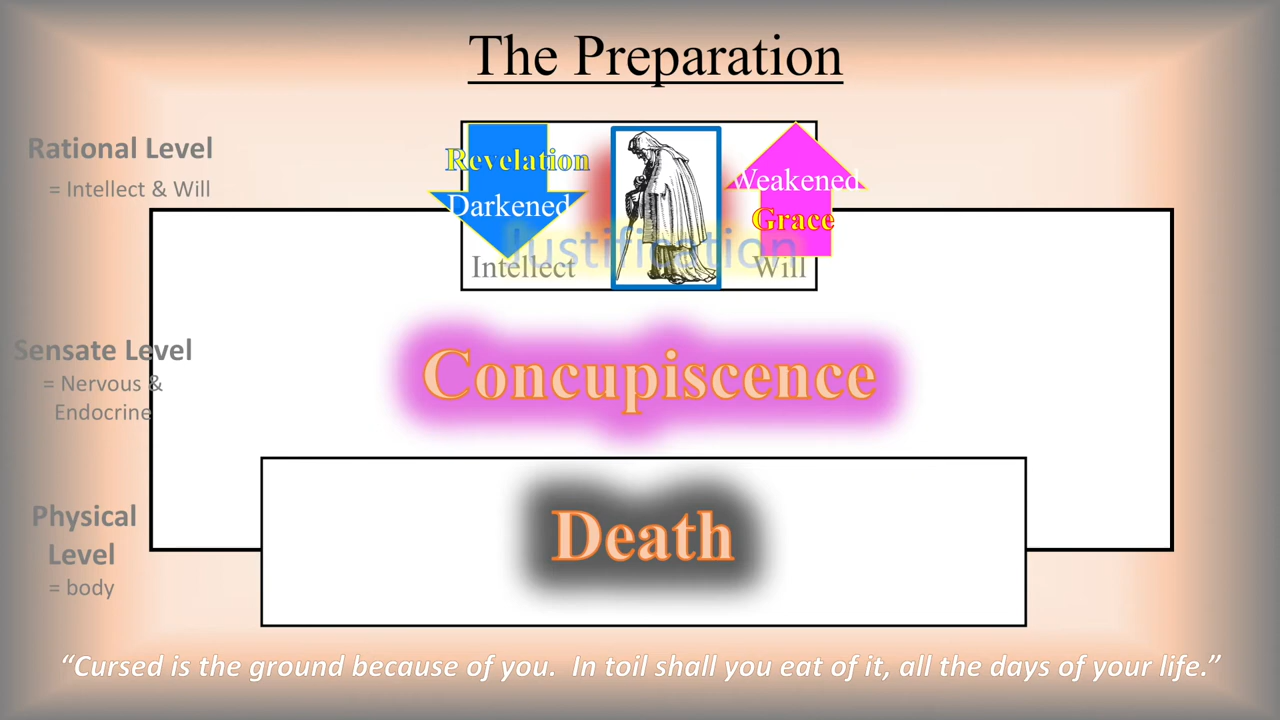 The Preparation
Rational Level
= Intellect & Will
Revelation
Darkened
Weakened
Grace
Justification
Intellect
Will
Sensate Level
= Nervous &
Endocrine
Concupiscence
Physical
Level
= body
Death
“Cursed is the ground because of you.  In toil shall you eat of it, all the days of your life.”